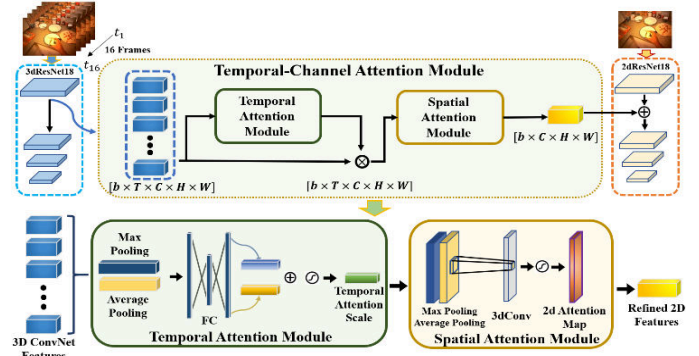 t₁
16 Frames
t₁₆
3dResNet18
2dResNet18
Temporal-Channel Attention Module
Temporal
Attention
Module
Spatial
Attention
Module
[b × C × H × W]
[b × T × C × H × W]
[b × T × C × H × W]
Max
Pooling
Average
Pooling
FC
Temporal
Attention
Scale
Temporal Attention Module
Max Pooling
Average Pooling
3dConv
2d Attention
Map
Spatial Attention Module
3D ConvNet
Features
Refined 2D
Features